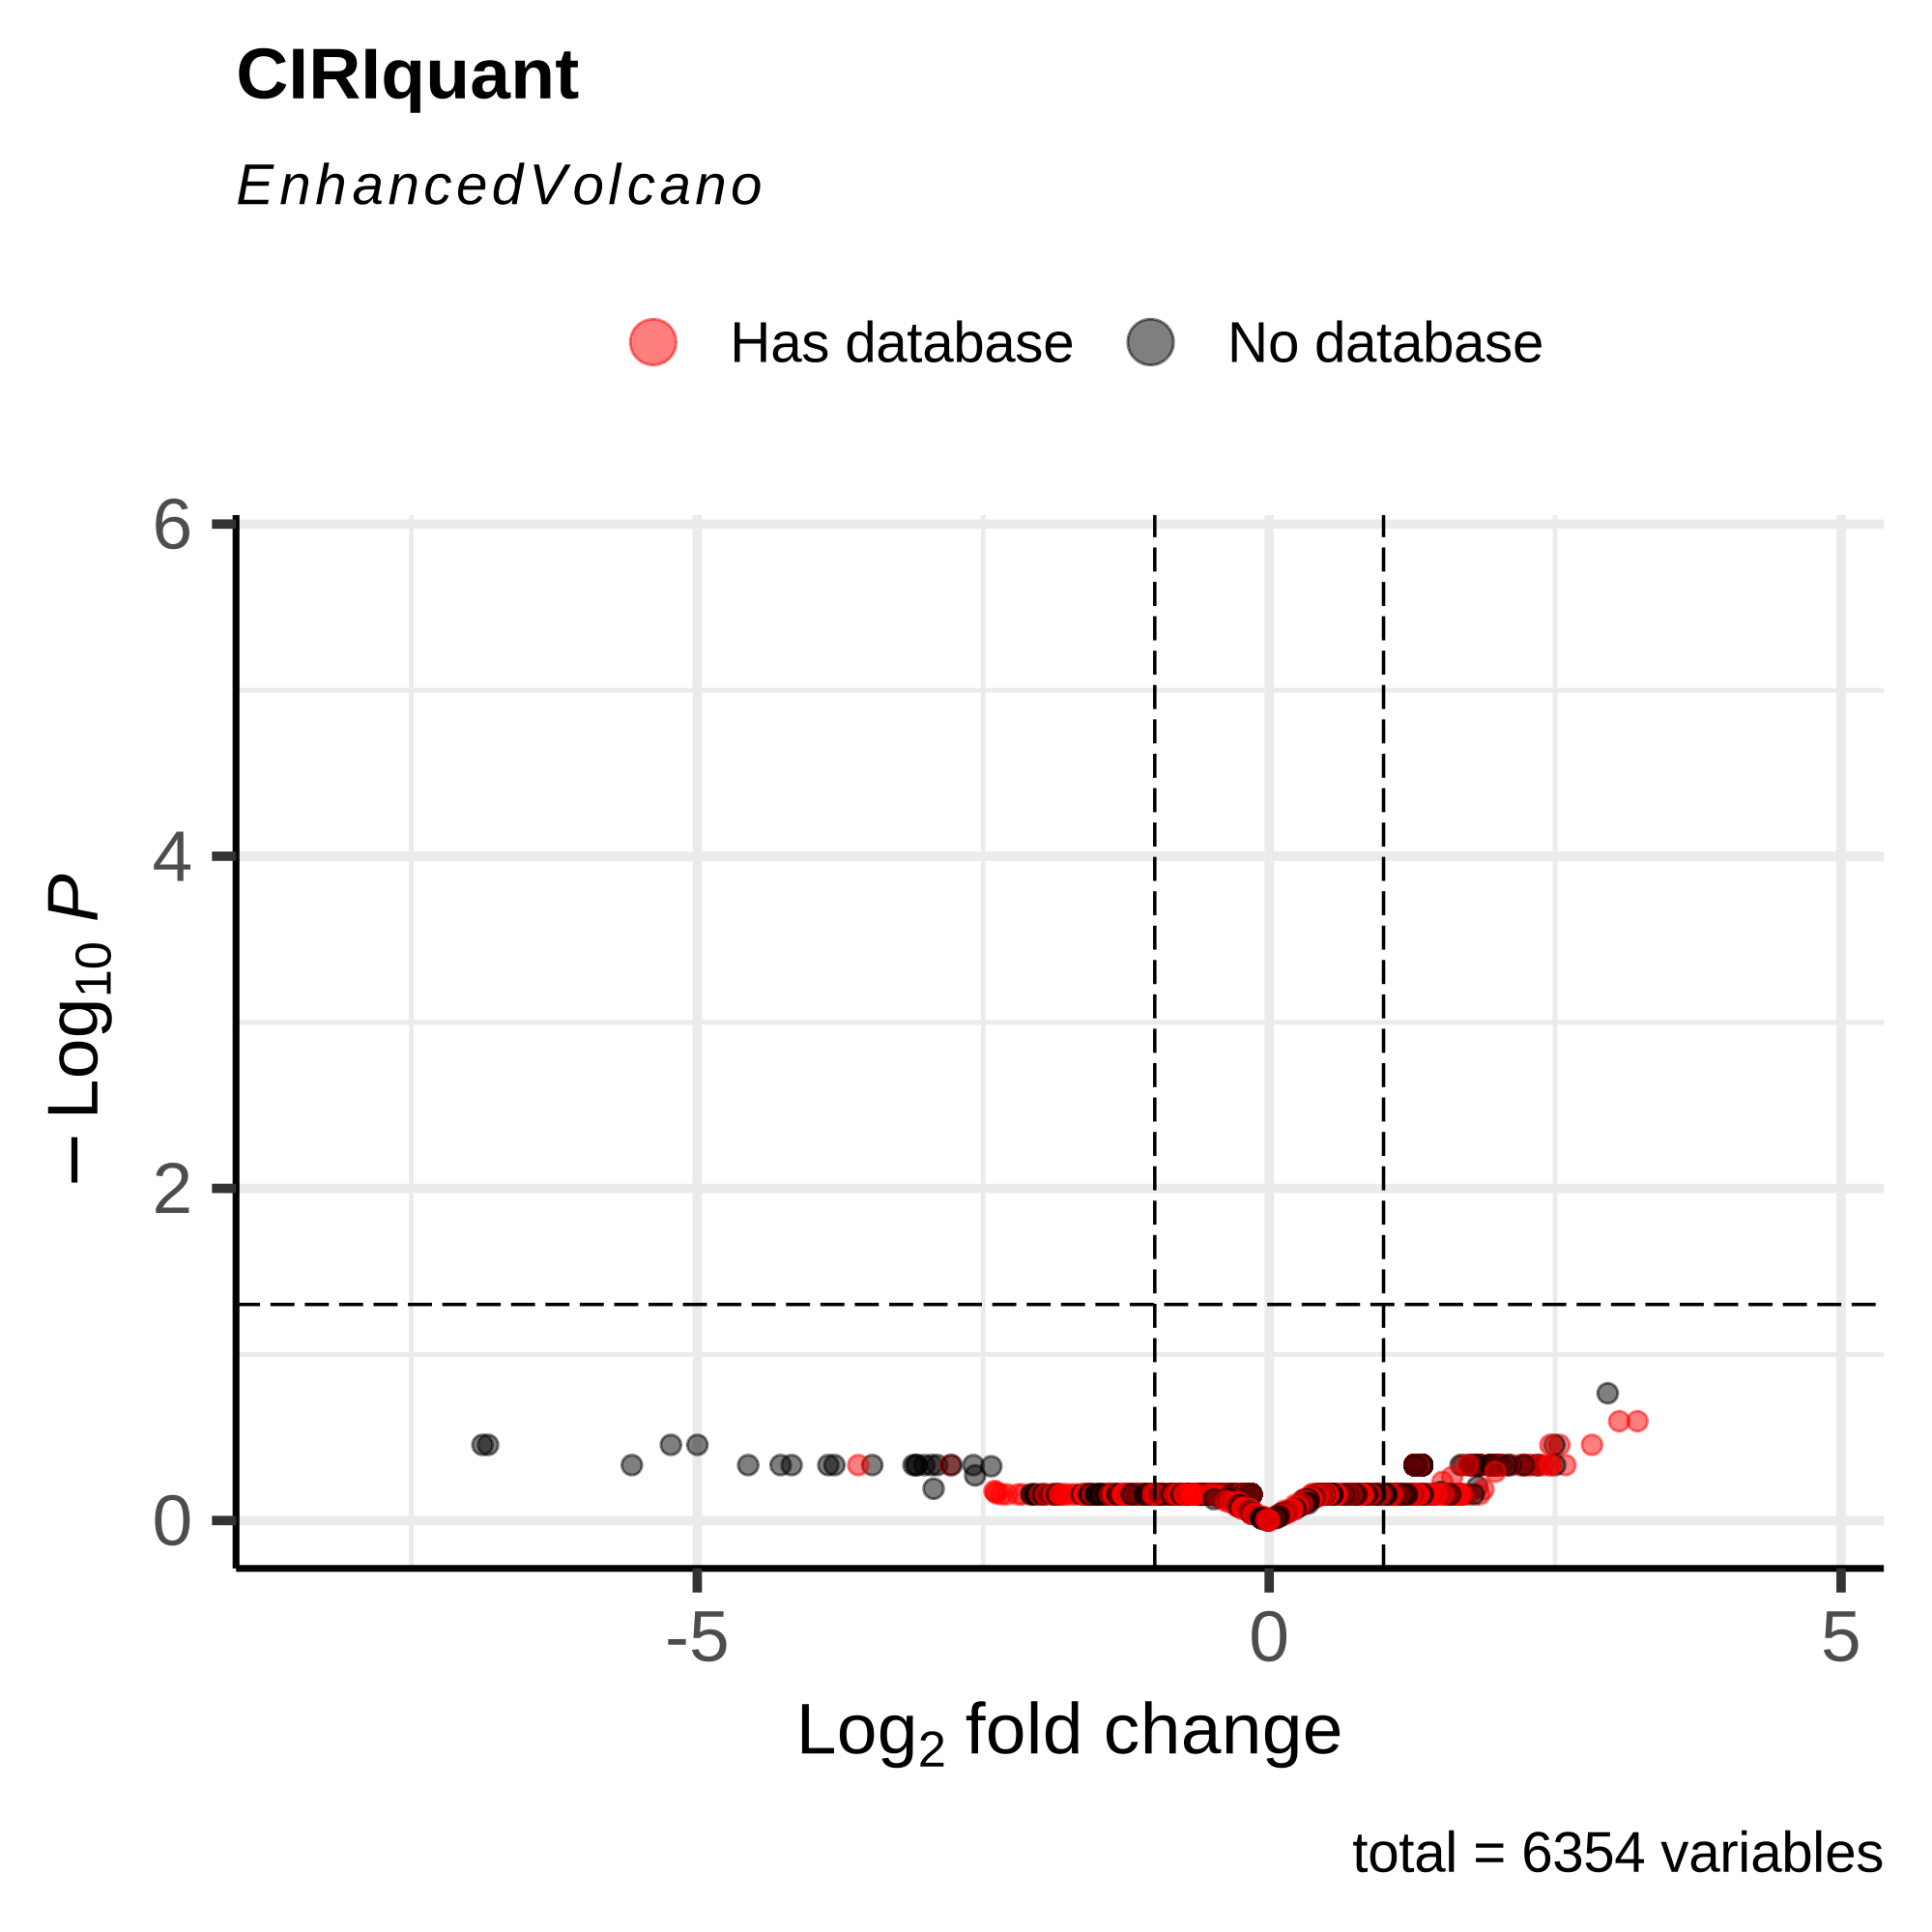 CIRIquant
EnhancedVolcano
Has database No database
6
4
2
0
− Log₁₀ P
-5 0 5
Log₂ fold change
total = 6354 variables